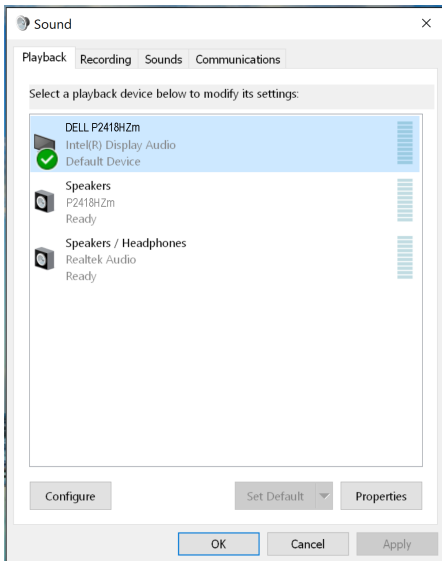 Sound
Playback Recording Sounds Communications
Select a playback device below to modify its settings:
DELL P2418HZm
Intel(R) Display Audio
Default Device
Speakers
P2418HZm
Ready
Speakers / Headphones
Realtek Audio
Ready
Configure Set Default Properties
OK Cancel Apply